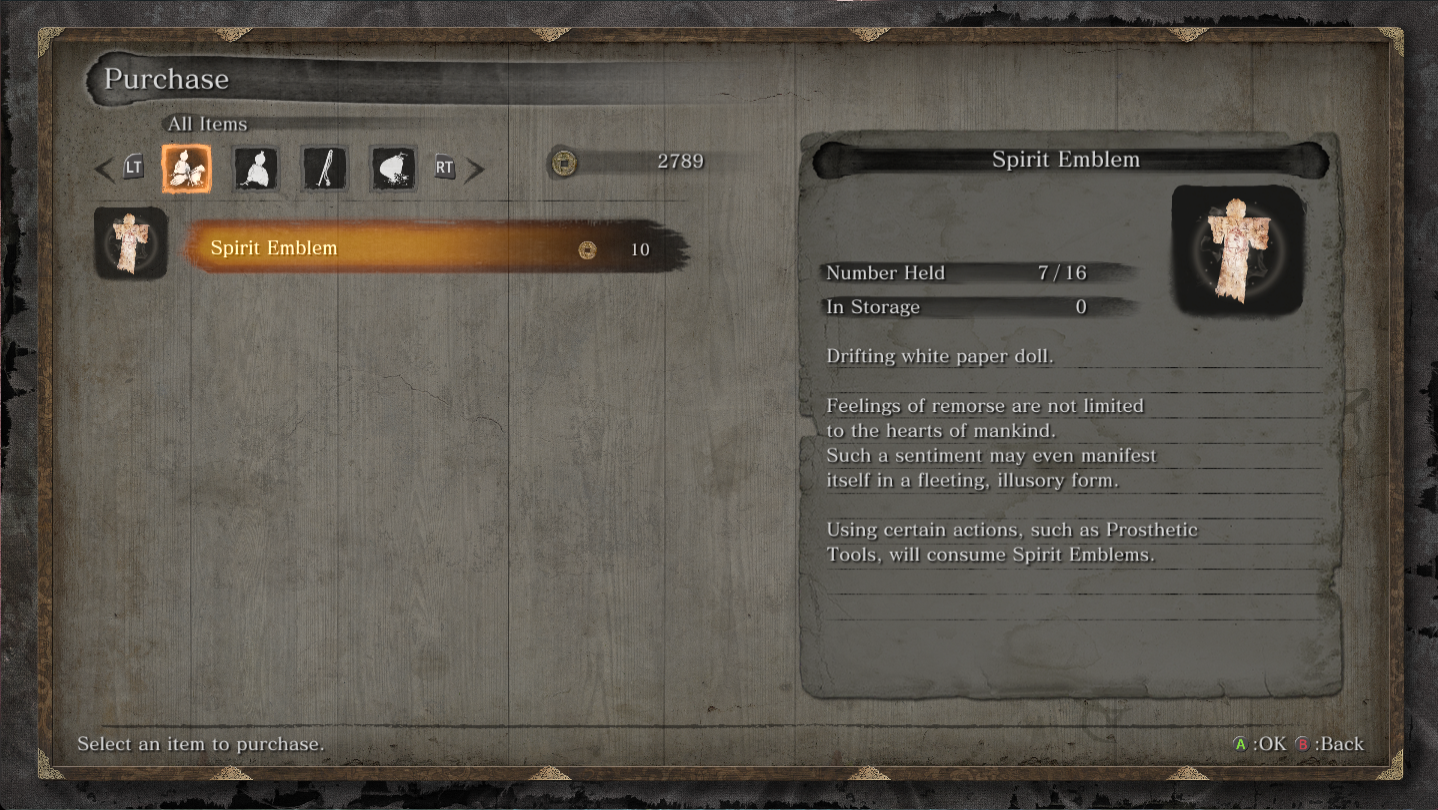 Purchase
All Items
LT
RT
2789
Spirit Emblem
10
Spirit Emblem
Number Held 7/16
In Storage 0
Drifting white paper doll.
Feelings of remorse are not limited
to the hearts of mankind.
Such a sentiment may even manifest
itself in a fleeting, illusory form.
Using certain actions, such as Prosthetic
Tools, will consume Spirit Emblems.
Select an item to purchase.
A :OK B :Back